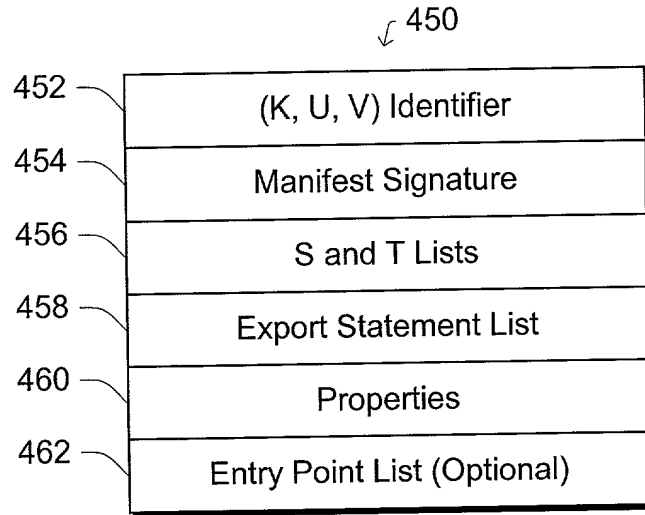 450
452 (K, U, V) Identifier
454 Manifest Signature
456 S and T Lists
458 Export Statement List
460 Properties
462 Entry Point List (Optional)